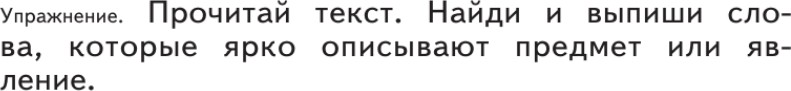 Упражнение. Прочитай текст. Найди и выпиши сло-
ва, которые ярко описывают предмет или яв-
ление.